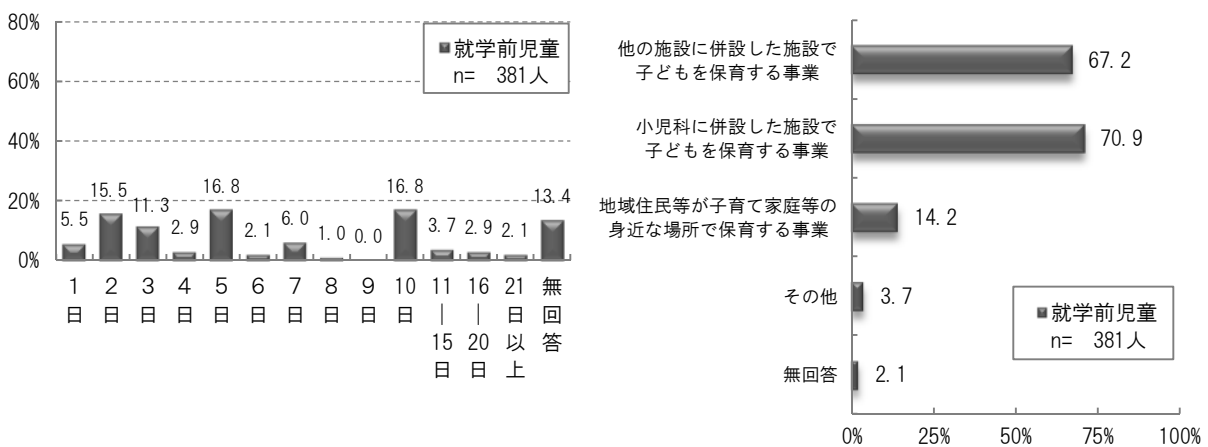 80%
60%
40%
20%
0%
就学前児童
n= 381人
5.5
15.5
11.3
2.9
16.8
2.1
6.0
1.0
0.0
16.8
3.7
2.9
2.1
13.4
1日
2日
3日
4日
5日
6日
7日
8日
9日
10日
11｜15日
16｜20日
21日以上
無回答
他の施設に併設した施設で
子どもを保育する事業
67.2
小児科に併設した施設で
子どもを保育する事業
70.9
地域住民等が子育て家庭等の
身近な場所で保育する事業
14.2
その他
3.7
無回答
2.1
就学前児童
n= 381人
0%
25%
50%
75%
100%